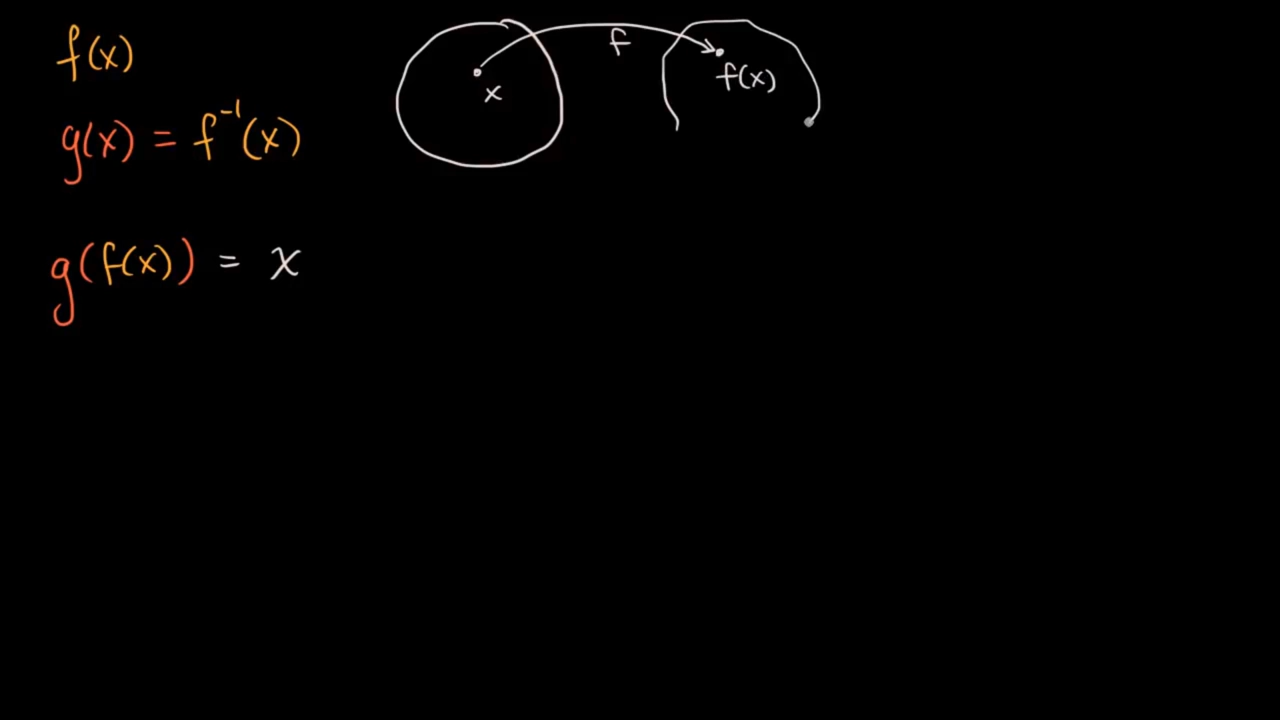 f(x)
g(x) = f⁻¹(x)
g(f(x)) = x
x
f
f(x)